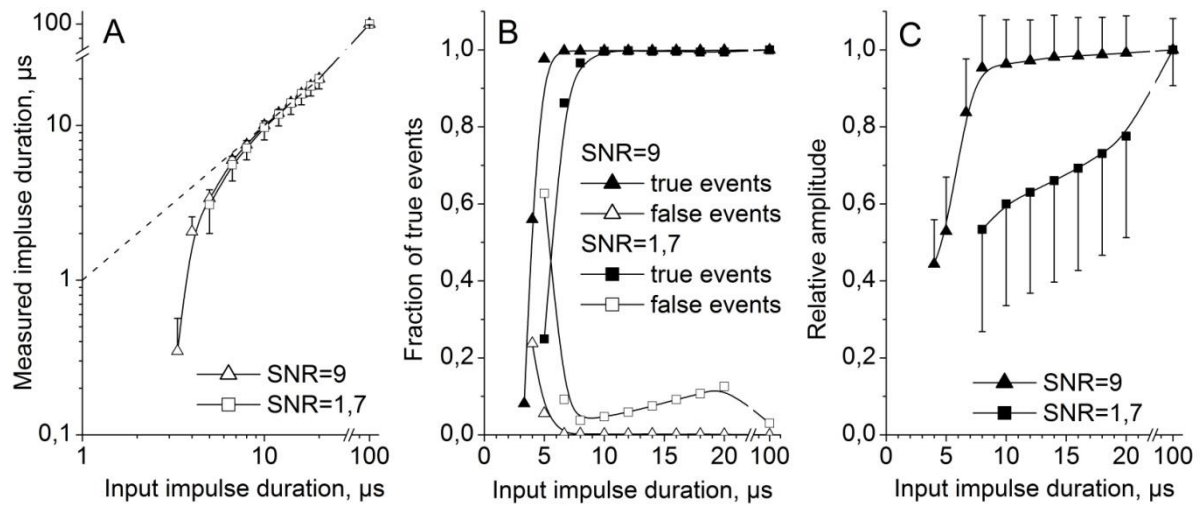 A
Measured impluse duration, µs
100
10
1
0,1
SNR=9
SNR=1,7
1
10
100
Input impulse duration, µs
B
Fraction of true events
1,0
0,8
0,6
0,4
0,2
0,0
SNR=9
true events
false events
SNR=1,7
true events
false events
0
5
10
15
20
100
Input impulse duration, µs
C
Relative amplitude
1,0
0,8
0,6
0,4
0,2
0,0
SNR=9
SNR=1,7
0
5
10
15
20
100
Input impulse duration, µs